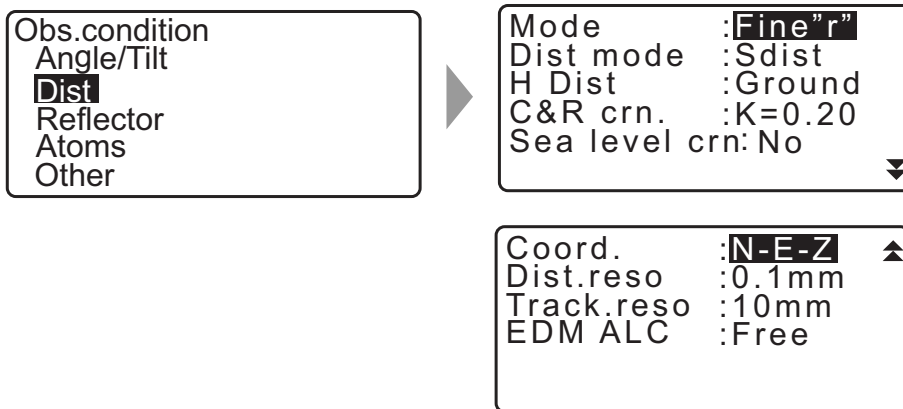 Obs.condition
Angle/Tilt
Dist
Reflector
Atoms
Other
Mode :Fine”r”
Dist mode :Sdist
H Dist :Ground
C&R crn. :K=0.20
Sea level crn: No
Coord. :N-E-Z
Dist.reso :0.1mm
Track.reso :10mm
EDM ALC :Free